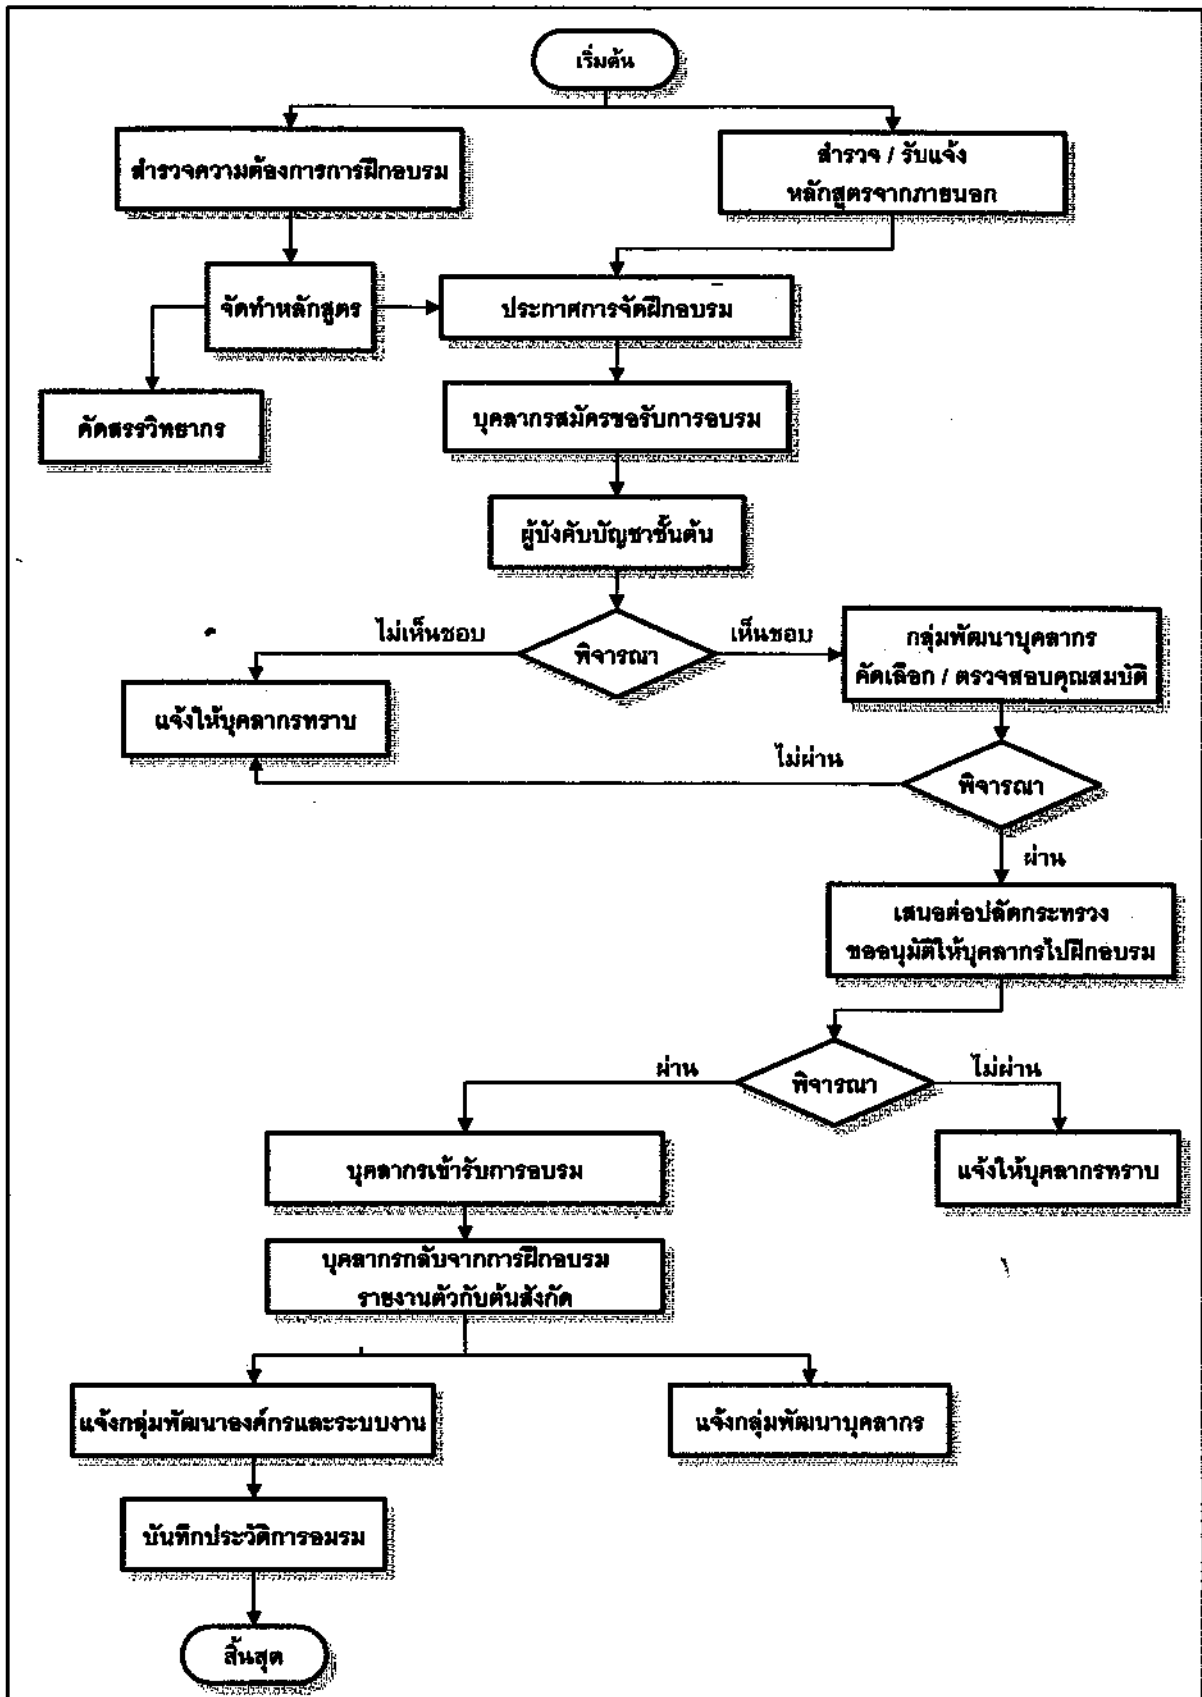 เริ่มต้น
สำรวจความต้องการการฝึกอบรม
สำรวจ / รับแจ้ง
หลักสูตรจากภายนอก
จัดทำหลักสูตร
ประกาศการจัดฝึกอบรม
คัดสรรวิทยากร
บุคลากรสมัครขอรับการอบรม
ผู้บังคับบัญชาชั้นต้น
ไม่เห็นชอบ
พิจารณา
เห็นชอบ
กลุ่มพัฒนาบุคลากร
คัดเลือก / ตรวจสอบคุณสมบัติ
แจ้งให้บุคลากรทราบ
ไม่ผ่าน
พิจารณา
ผ่าน
เสนอต่อปลัดกระทรวง
ขออนุมัติให้บุคลากรไปฝึกอบรม
ผ่าน
พิจารณา
ไม่ผ่าน
บุคลากรเข้ารับการอบรม
แจ้งให้บุคลากรทราบ
บุคลากรกลับจากการฝึกอบรม
รายงานตัวกับต้นสังกัด
แจ้งกลุ่มพัฒนาองค์กรและระบบงาน
แจ้งกลุ่มพัฒนาบุคลากร
บันทึกประวัติการอมรม
สิ้นสุด